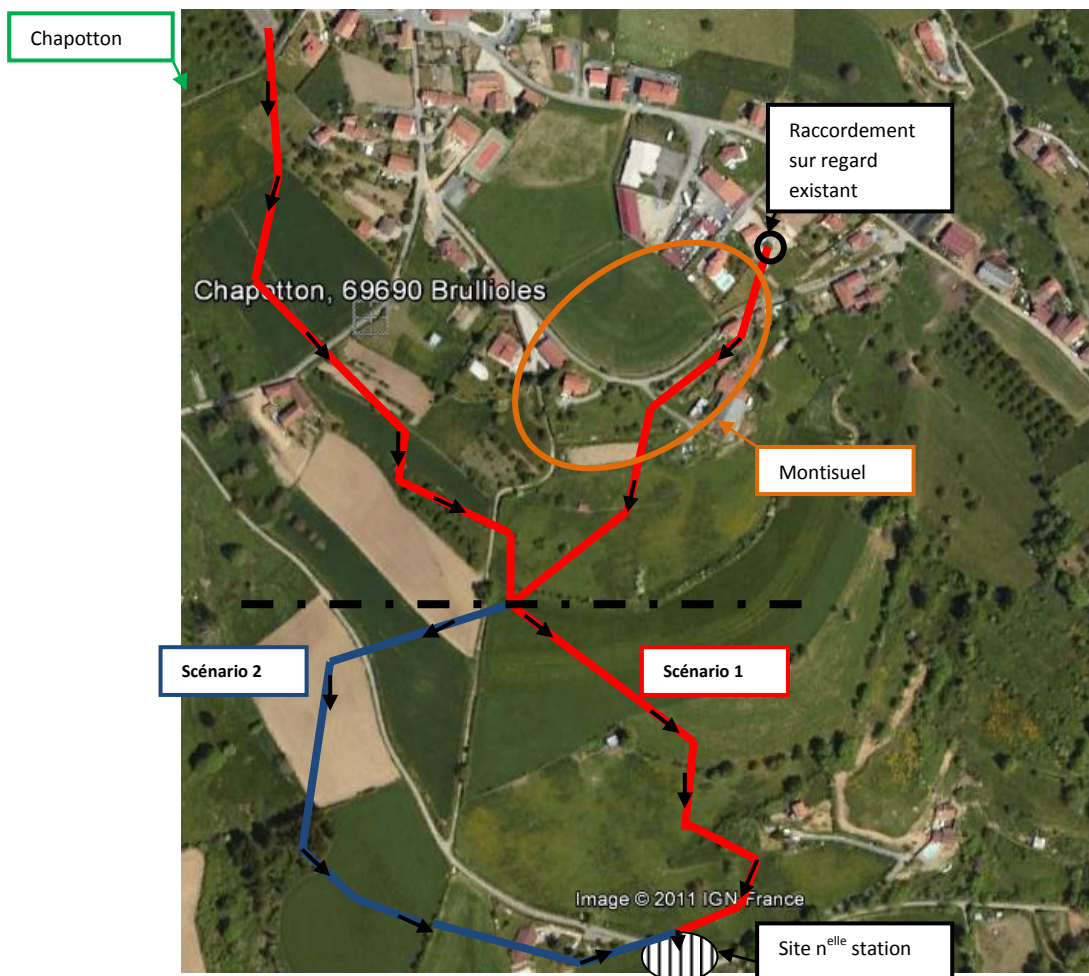 Chapotton
Raccordement
sur regard
existant
Chapotton, 69690 Brullioles
Montisuel
Scénario 2
Scénario 1
Image © 2011 IGN-France
Site n^elle station